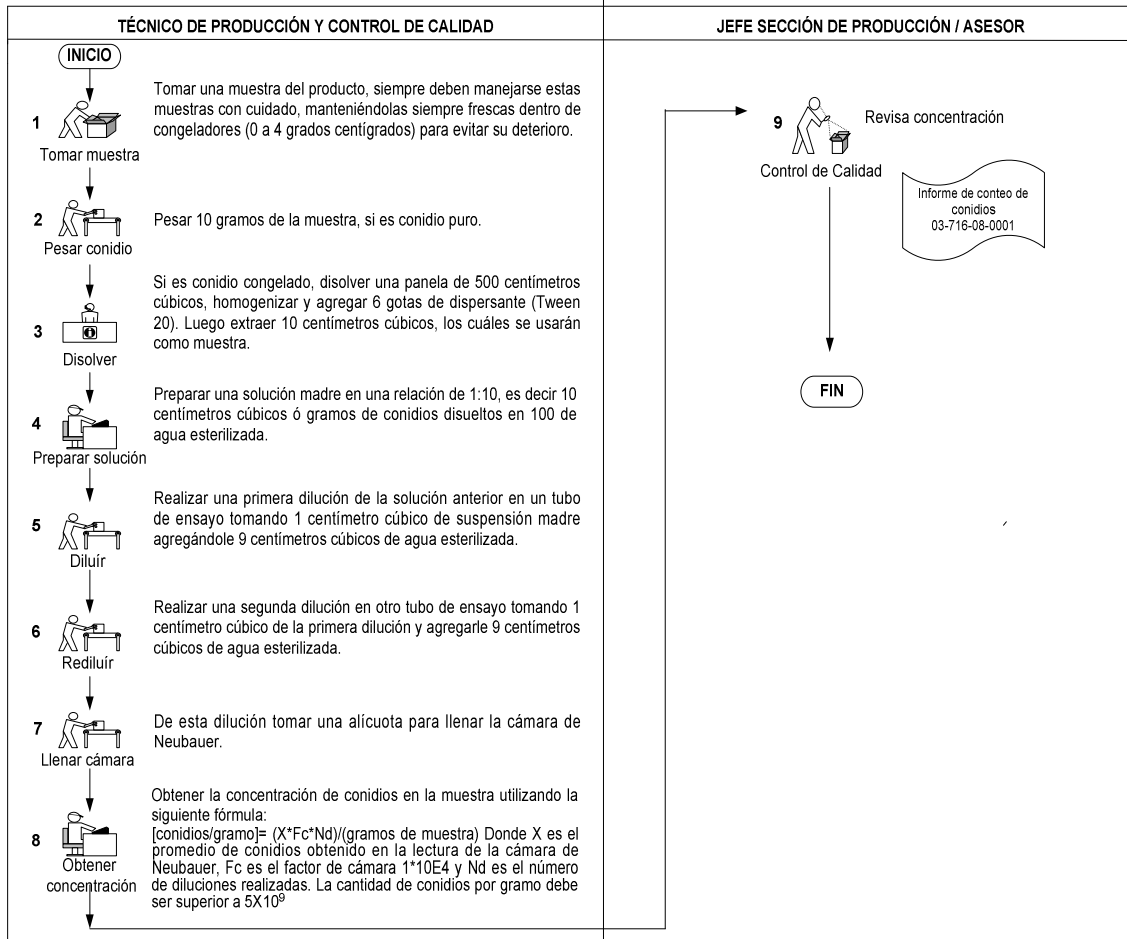 TÉCNICO DE PRODUCCIÓN Y CONTROL DE CALIDAD
JEFE SECCIÓN DE PRODUCCIÓN / ASESOR
INICIO
1
Tomar muestra
Tomar una muestra del producto, siempre deben manejarse estas
muestras con cuidado, manteniéndolas siempre frescas dentro de
congeladores (0 a 4 grados centígrados) para evitar su deterioro.
2
Pesar conidio
Pesar 10 gramos de la muestra, si es conidio puro.
3
Disolver
Si es conidio congelado, disolver una panela de 500 centímetros
cúbicos, homogenizar y agregar 6 gotas de dispersante (Tween
20). Luego extraer 10 centímetros cúbicos, los cuáles se usarán
como muestra.
4
Preparar solución
Preparar una solución madre en una relación de 1:10, es decir 10
centímetros cúbicos ó gramos de conidios disueltos en 100 de
agua esterilizada.
5
Diluír
Realizar una primera dilución de la solución anterior en un tubo
de ensayo tomando 1 centímetro cúbico de suspensión madre
agregándole 9 centímetros cúbicos de agua esterilizada.
6
Rediluír
Realizar una segunda dilución en otro tubo de ensayo tomando 1
centímetro cúbico de la primera dilución y agregarle 9 centímetros
cúbicos de agua esterilizada.
7
Llenar cámara
De esta dilución tomar una alícuota para llenar la cámara de
Neubauer.
8
Obtener
concentración
Obtener la concentración de conidios en la muestra utilizando la
siguiente fórmula:
[conidios/gramo]= (X*Fc*Nd)/(gramos de muestra) Donde X es el
promedio de conidios obtenido en la lectura de la cámara de
Neubauer, Fc es el factor de cámara 1*10E4 y Nd es el número
de diluciones realizadas. La cantidad de conidios por gramo debe
ser superior a 5X10⁹
9
Revisa concentración
Control de Calidad
Informe de conteo de
conidios
03-716-08-0001
FIN